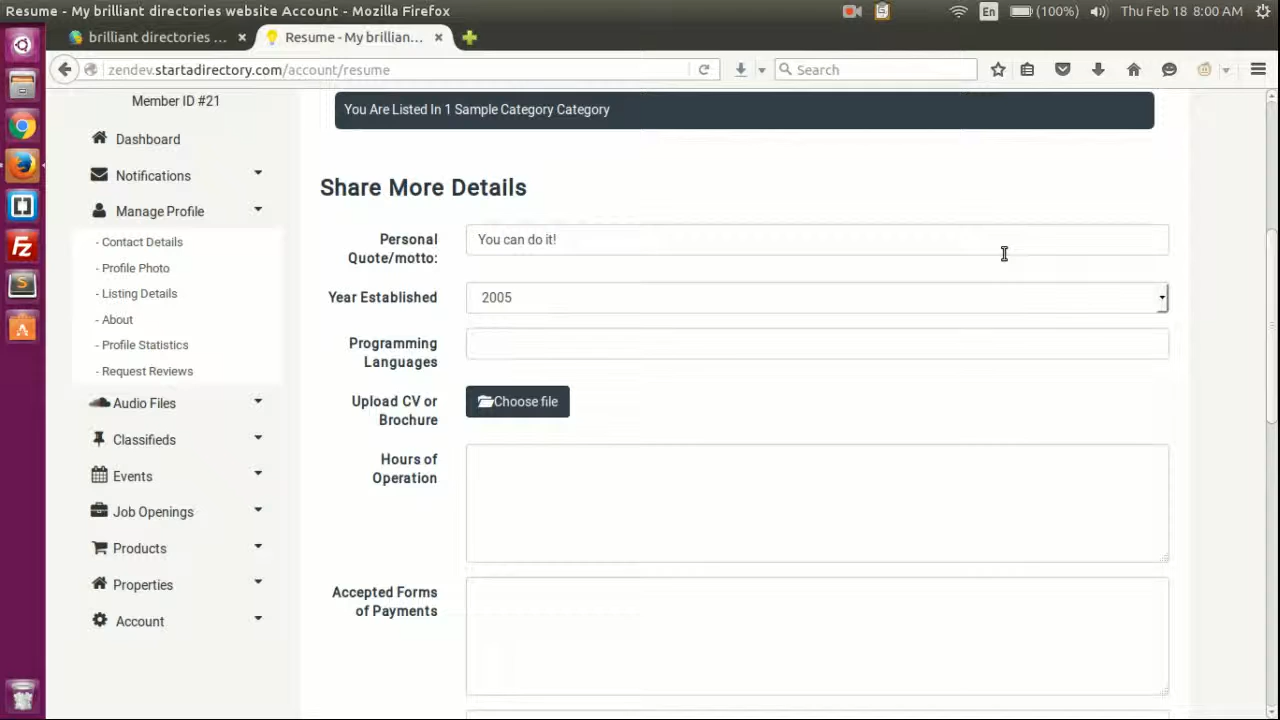 Resume - My brilliant directories website Account - Mozilla Firefox
En
(100%)
Thu Feb 18 8:00 AM
brilliant directories ...
Resume - My brillian...
zendev.startadirectory.com/account/resume
Search
Member ID #21
Dashboard
Notifications
Manage Profile
- Contact Details
- Profile Photo
- Listing Details
- About
- Profile Statistics
- Request Reviews
Audio Files
Classifieds
Events
Job Openings
Products
Properties
Account
You Are Listed In 1 Sample Category Category
Share More Details
Personal
Quote/motto:
You can do it!
Year Established
2005
Programming
Languages
Upload CV or
Brochure
Choose file
Hours of
Operation
Accepted Forms
of Payments